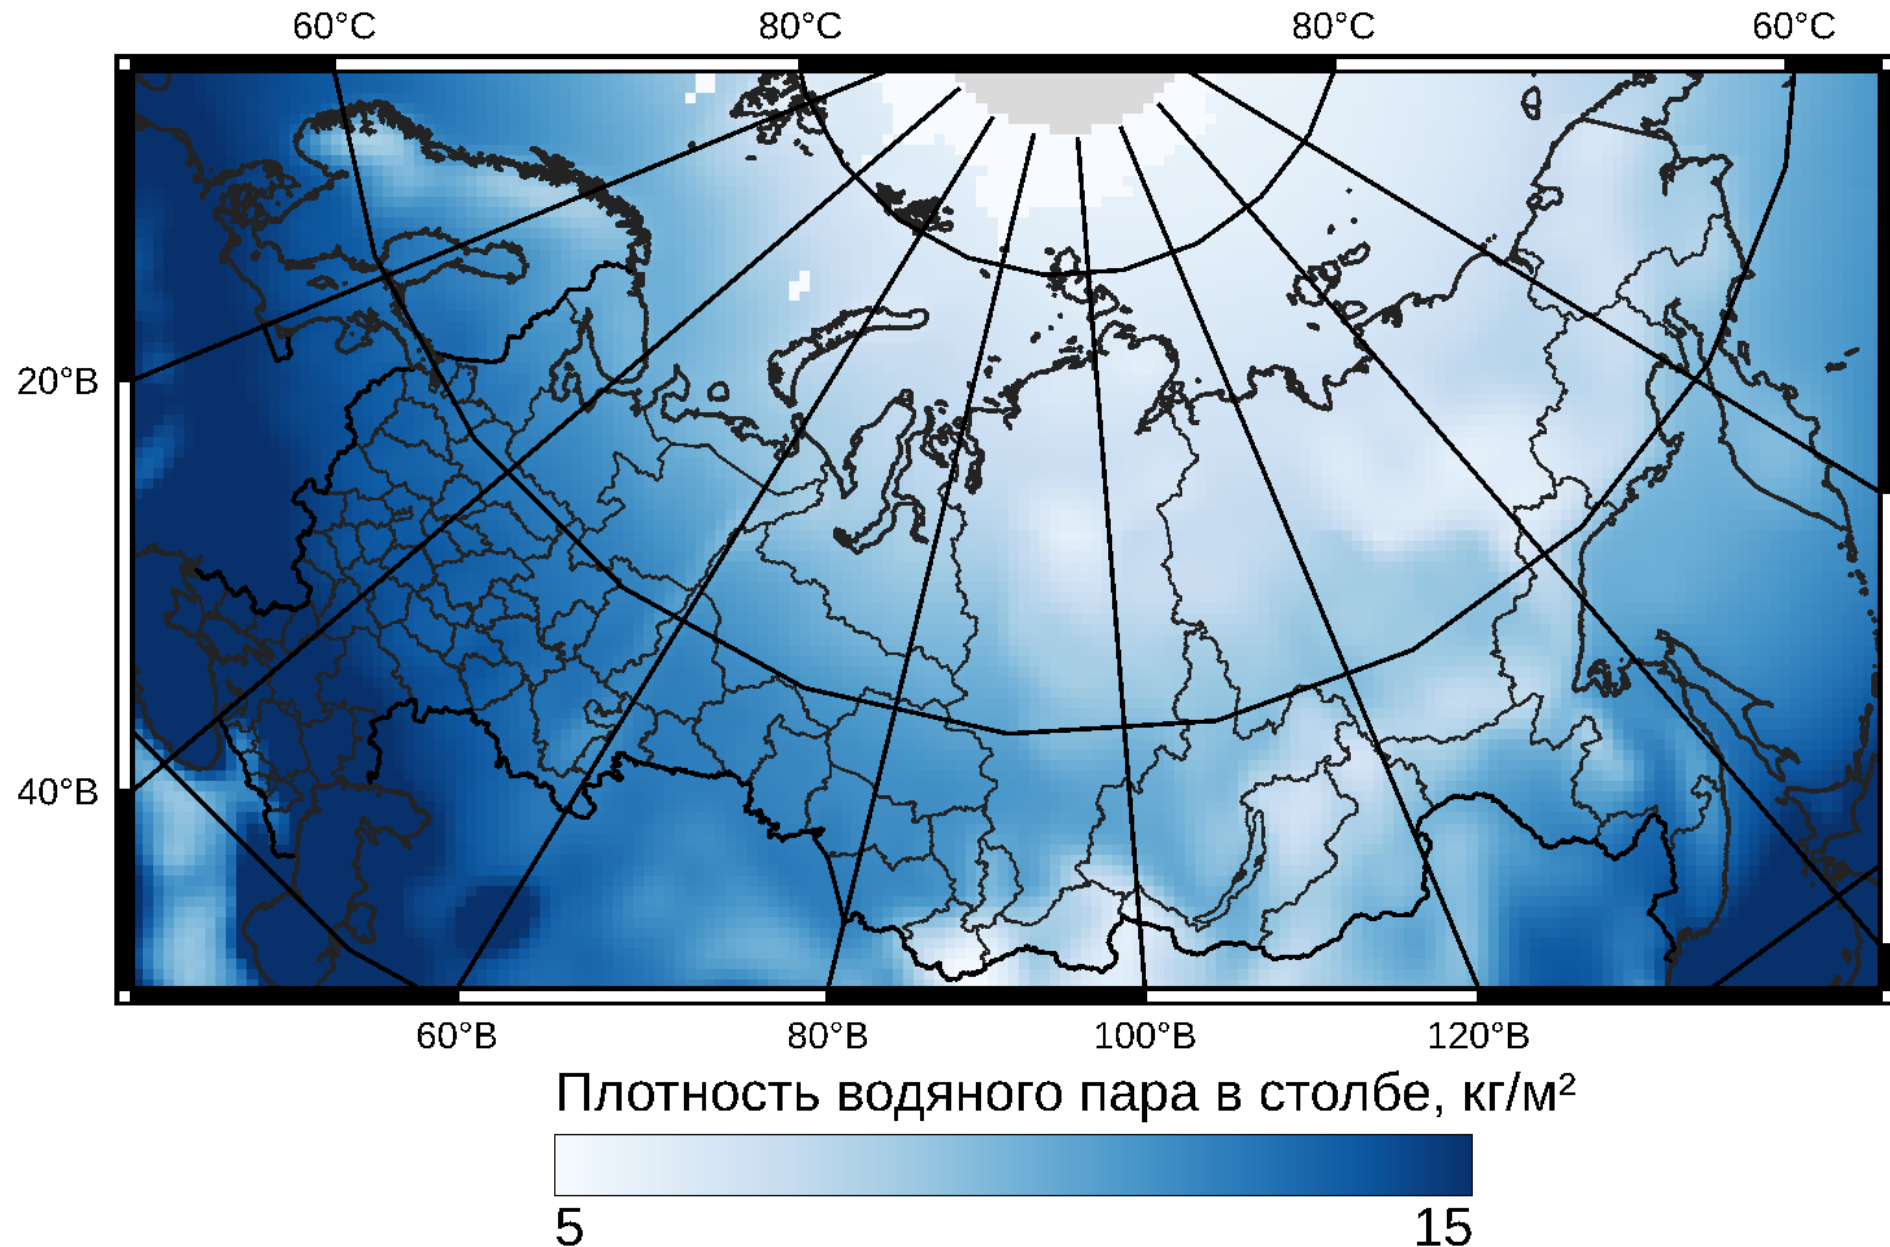 60°С 80°С 80°С 60°С
20°В
40°В
60°В 80°В 100°В 120°В
Плотность водяного пара в столбе, кг/м²
5 15